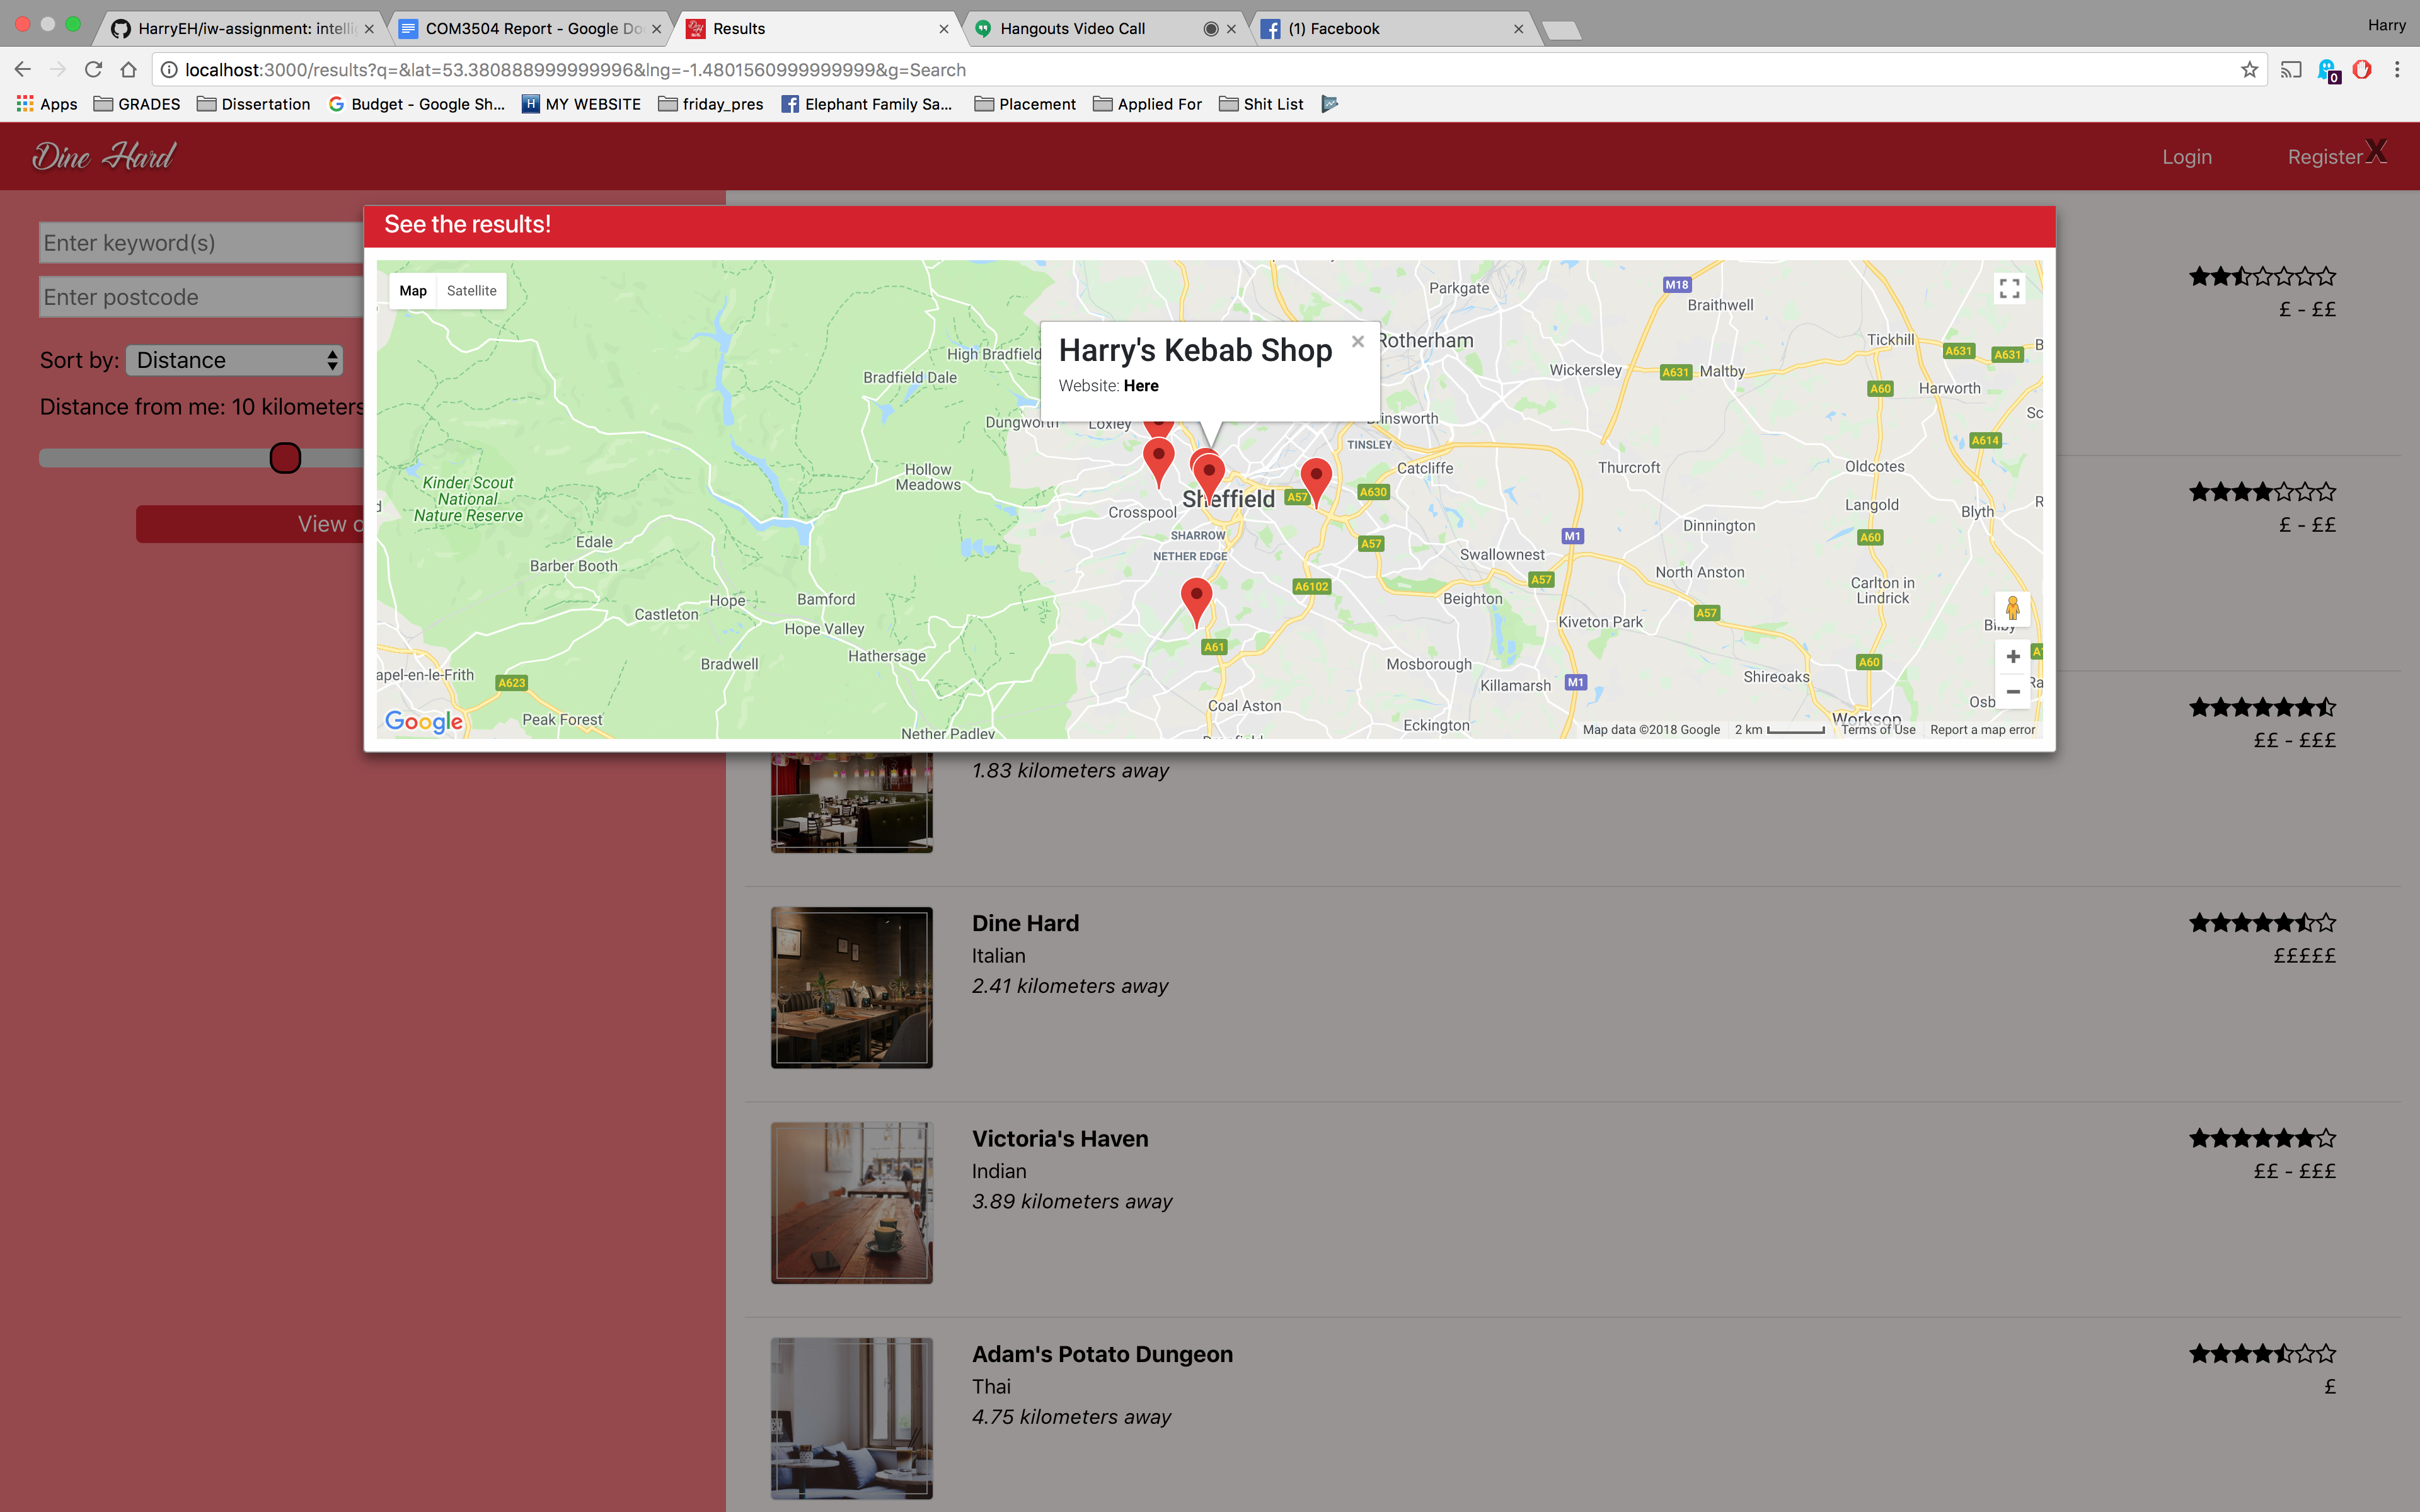 HarryEH/iw-assignment: intelli
COM3504 Report - Google Do
Results
Hangouts Video Call
(1) Facebook
Harry
localhost:3000/results?q=&lat=53.380888999999996&lng=-1.4801560999999999&g=Search
0
Apps
GRADES
Dissertation
Budget - Google Sh...
H
MY WEBSITE
friday_pres
Elephant Family Sa...
Placement
Applied For
Shit List
Dine Hard
Login
Register
X
See the results!
Enter keyword(s)
Enter postcode
Sort by: Distance
Distance from me: 10 kilometers
View o
Map
Satellite
Parkgate
M18
Braithwell
Harry's Kebab Shop
Website: Here
Rotherham
Tickhill
A631
A631
High Bradfield
Bradfield Dale
Wickersley
A631
Maltby
A60
Harworth
Sc
Dungworth
Loxley
Brinsworth
TINSLEY
A614
Catcliffe
Thurcroft
Oldcotes
Hollow
Meadows
Kinder Scout
National
Nature Reserve
Sheffield
A57
A630
Crosspool
Langold
Blyth
Dinnington
SHARROW
M1
A60
A57
Edale
NETHER EDGE
Swallownest
Barber Booth
North Anston
A57
Carlton in
Lindrick
A6102
Hope
Bamford
Beighton
Castleton
A57
Hope Valley
Kiveton Park
A61
Hathersage
Bradwell
Mosborough
A60
apel-en-le-Frith
A623
Killamarsh
M1
Shireoaks
Osb
Coal Aston
Peak Forest
Eckington
Worksop
Nether Padley
Google
Map data ©2018 Google
2 km
Terms of Use
Report a map error
£ - ££
£ - ££
££ - £££
1.83 kilometers away
Dine Hard
Italian
£££££
2.41 kilometers away
Victoria's Haven
Indian
££ - £££
3.89 kilometers away
Adam's Potato Dungeon
Thai
£
4.75 kilometers away